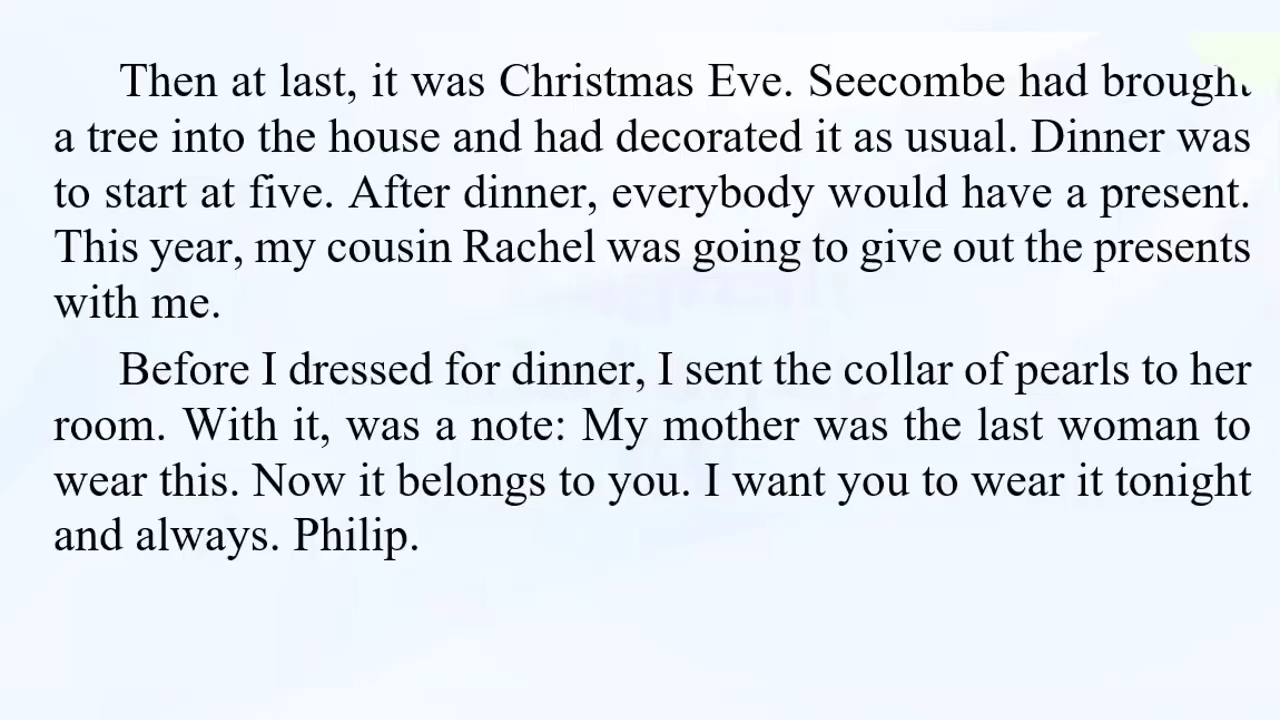 Then at last, it was Christmas Eve. Seecombe had brought
a tree into the house and had decorated it as usual. Dinner was
to start at five. After dinner, everybody would have a present.
This year, my cousin Rachel was going to give out the presents
with me.
Before I dressed for dinner, I sent the collar of pearls to her
room. With it, was a note: My mother was the last woman to
wear this. Now it belongs to you. I want you to wear it tonight
and always. Philip.